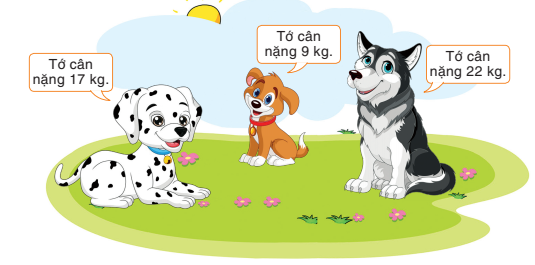 Tớ cân
nặng 17 kg.
Tớ cân
nặng 9 kg.
Tớ cân
nặng 22 kg.